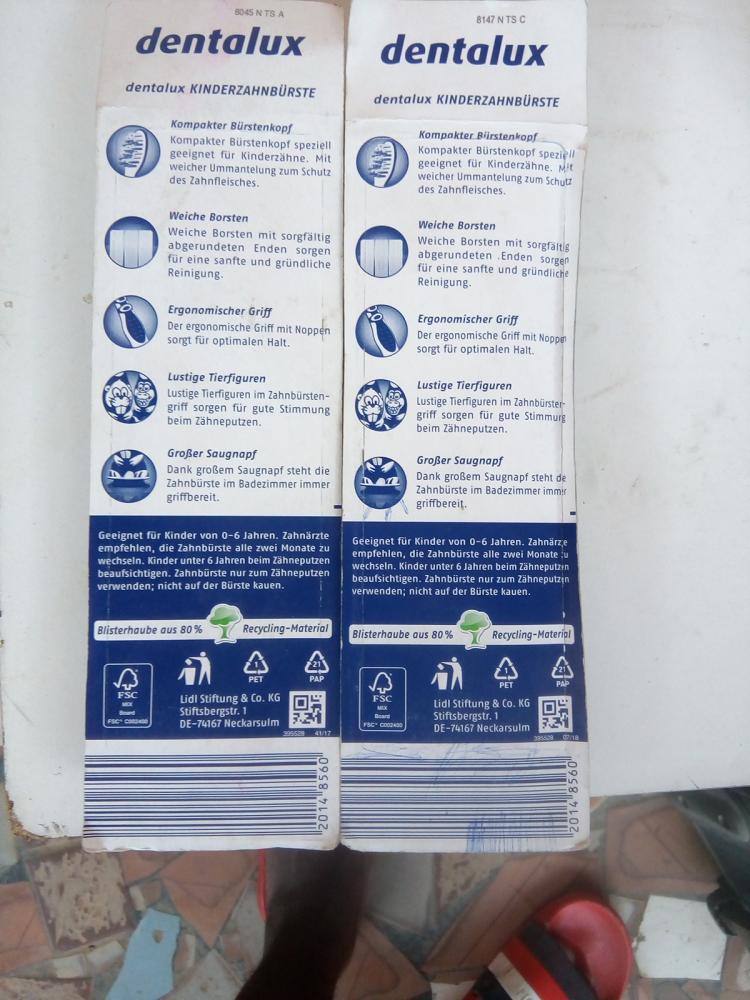 8045 N TS A
dentalux
dentalux KINDERZAHNBÜRSTE
Kompakter Bürstenkopf
Kompakter Bürstenkopf speziell
geeignet für Kinderzähne. Mit
weicher Ummantelung zum Schutz
des Zahnfleisches.
Weiche Borsten
Weiche Borsten mit sorgfältig
abgerundeten Enden sorgen
für eine sanfte und gründliche
Reinigung.
Ergonomischer Griff
Der ergonomische Griff mit Noppen
sorgt für optimalen Halt.
Lustige Tierfiguren
Lustige Tierfiguren im Zahnbürsten-
griff sorgen für gute Stimmung
beim Zähneputzen.
Großer Saugnapf
Dank großem Saugnapf steht die
Zahnbürste im Badezimmer immer
griffbereit.
Geeignet für Kinder von 0-6 Jahren. Zahnärzte
empfehlen, die Zahnbürste alle zwei Monate zu
wechseln. Kinder unter 6 Jahren beim Zähneputzen
beaufsichtigen. Zahnbürste nur zum Zähneputzen
verwenden; nicht auf der Bürste kauen.
Blisterhaube aus 80% Recycling-Material
1
PET
21
PAP
FSC
MIX
Board
FSC® C002400
Lidl Stiftung & Co. KG
Stiftsbergstr. 1
DE-74167 Neckarsulm
395528 41/17
2014 8560
8147 N TS C
dentalux
dentalux KINDERZAHNBÜRSTE
Kompakter Bürstenkopf
Kompakter Bürstenkopf speziell
geeignet für Kinderzähne. Mit
weicher Ummantelung zum Schutz
des Zahnfleisches.
Weiche Borsten
Weiche Borsten mit sorgfältig
abgerundeten Enden sorgen
für eine sanfte und gründliche
Reinigung.
Ergonomischer Griff
Der ergonomische Griff mit Noppen
sorgt für optimalen Halt.
Lustige Tierfiguren
Lustige Tierfiguren im Zahnbürsten-
griff sorgen für gute Stimmung
beim Zähneputzen.
Großer Saugnapf
Dank großem Saugnapf steht die
Zahnbürste im Badezimmer immer
griffbereit.
Geeignet für Kinder von 0-6 Jahren. Zahnärzte
empfehlen, die Zahnbürste alle zwei Monate zu
wechseln. Kinder unter 6 Jahren beim Zähneputzen
beaufsichtigen. Zahnbürste nur zum Zähneputzen
verwenden; nicht auf der Bürste kauen.
Blisterhaube aus 80% Recycling-Material
1
PET
21
PAP
FSC
MIX
Board
FSC® C002400
Lidl Stiftung & Co. KG
Stiftsbergstr. 1
DE-74167 Neckarsulm
395528 07/18
2014 8560